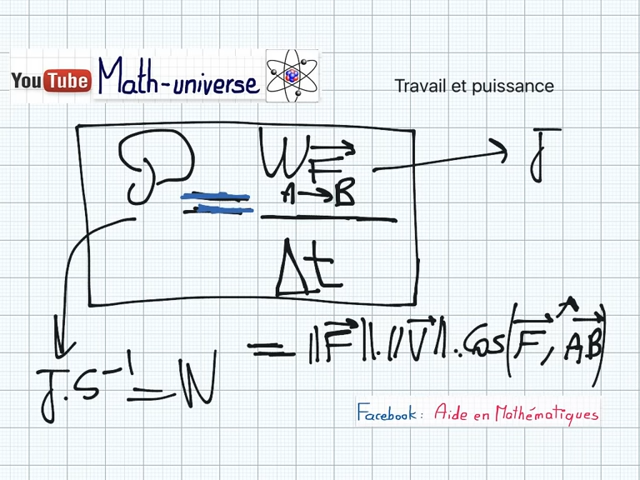 YouTube Math-universe
Travail et puissance
P = W F⃗ A→B / Δt → J
J.S⁻¹ = W
= ||F⃗||.||V⃗||.cos(F⃗, AB⃗)
Facebook: Aide en Mathématiques